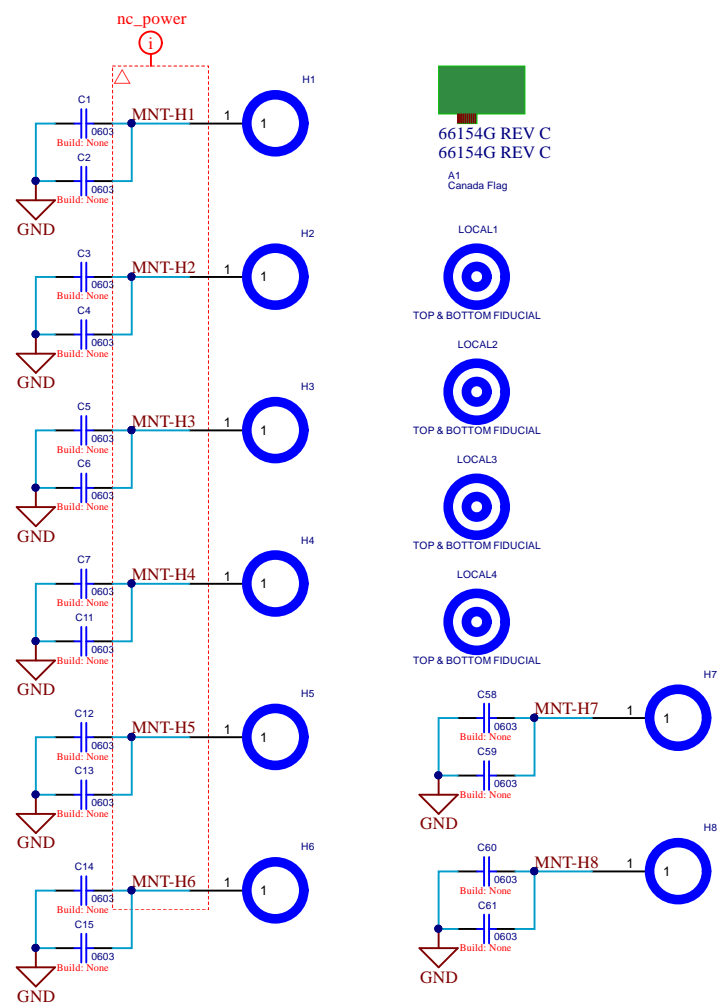 nc_power
i
C1
0603
Build: None
C2
0603
Build: None
GND
MNT-H1
1
1
H1
66154G REV C
66154G REV C
A1
Canada Flag
C3
0603
Build: None
C4
0603
Build: None
GND
MNT-H2
1
1
H2
LOCAL1
TOP & BOTTOM FIDUCIAL
C5
0603
Build: None
C6
0603
Build: None
GND
MNT-H3
1
1
H3
LOCAL2
TOP & BOTTOM FIDUCIAL
LOCAL3
TOP & BOTTOM FIDUCIAL
C7
0603
Build: None
C11
0603
Build: None
GND
MNT-H4
1
1
H4
LOCAL4
TOP & BOTTOM FIDUCIAL
C12
0603
Build: None
C13
0603
Build: None
GND
MNT-H5
1
1
H5
C58
0603
Build: None
C59
0603
Build: None
GND
MNT-H7
1
1
H7
C14
0603
Build: None
C15
0603
Build: None
GND
MNT-H6
1
1
H6
C60
0603
Build: None
C61
0603
Build: None
GND
MNT-H8
1
1
H8